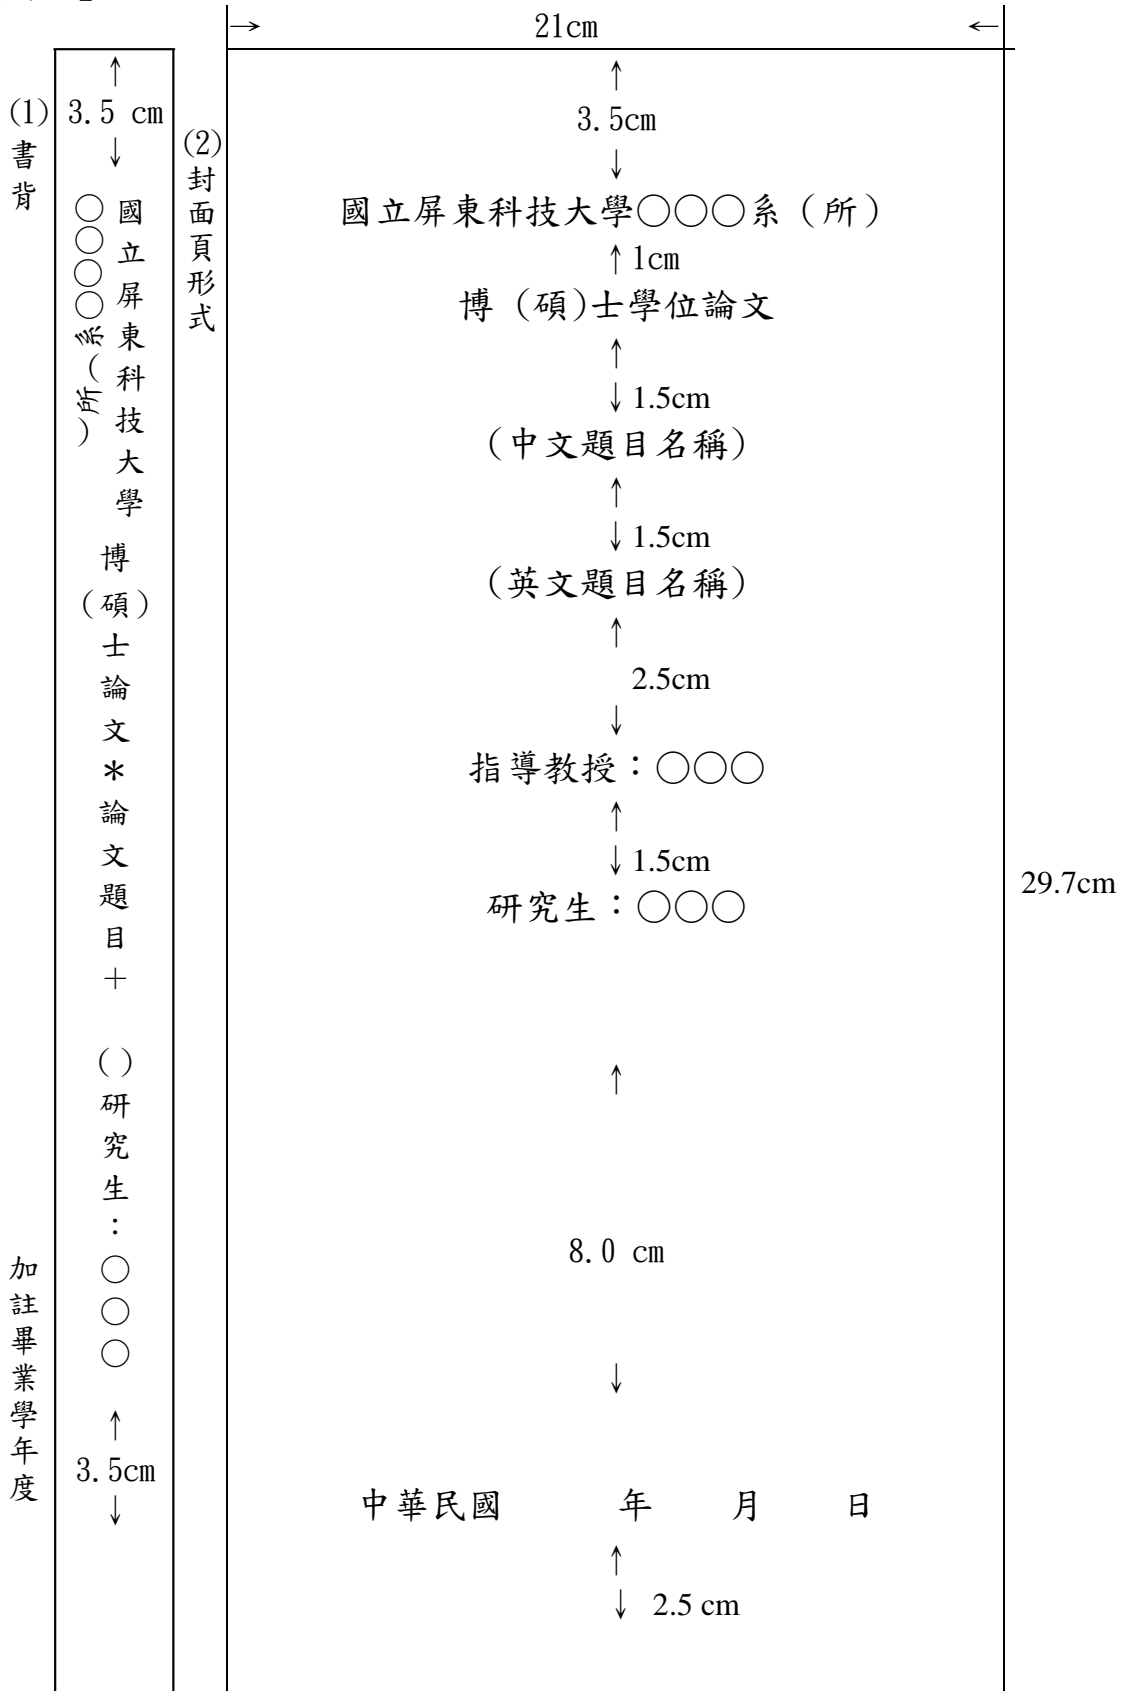 → 21cm ←
(1)書背
↑
3.5 cm
↓
國立屏東科技大學
○○○○系(所)
博(碩)士論文＊論文題目＋
( )研究生：○○○
↑
3.5cm
↓
加註畢業學年度
(2)封面頁形式
↑
3.5cm
↓
國立屏東科技大學○○○系（所）
↑1cm
博（碩)士學位論文
↑
↓1.5cm
(中文題目名稱)
↑
↓1.5cm
(英文題目名稱)
↑
2.5cm
↓
指導教授：○○○
↑
↓1.5cm
研究生：○○○
↑
8.0 cm
↓
中華民國 年 月 日
↑
↓ 2.5 cm
29.7cm